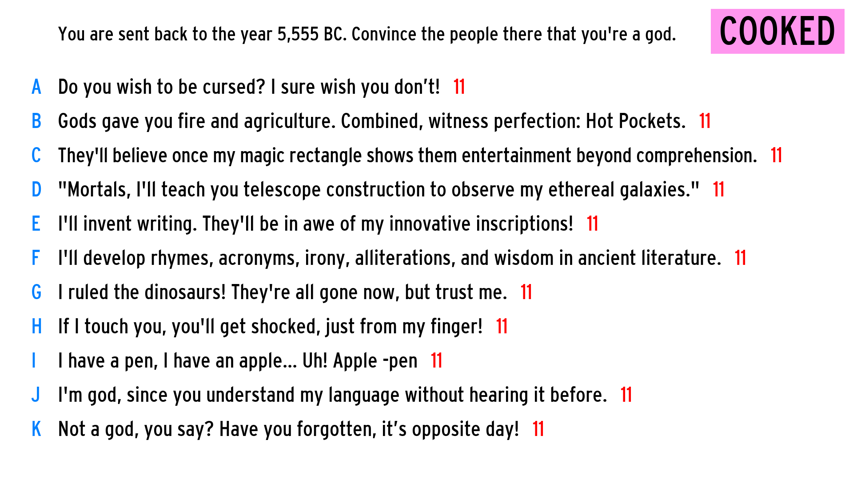 You are sent back to the year 5,555 BC. Convince the people there that you're a god.
COOKED
A Do you wish to be cursed? I sure wish you don’t! 11
B Gods gave you fire and agriculture. Combined, witness perfection: Hot Pockets. 11
C They'll believe once my magic rectangle shows them entertainment beyond comprehension. 11
D "Mortals, I'll teach you telescope construction to observe my ethereal galaxies." 11
E I'll invent writing. They'll be in awe of my innovative inscriptions! 11
F I'll develop rhymes, acronyms, irony, alliterations, and wisdom in ancient literature. 11
G I ruled the dinosaurs! They're all gone now, but trust me. 11
H If I touch you, you'll get shocked, just from my finger! 11
I I have a pen, I have an apple... Uh! Apple -pen 11
J I'm god, since you understand my language without hearing it before. 11
K Not a god, you say? Have you forgotten, it’s opposite day! 11